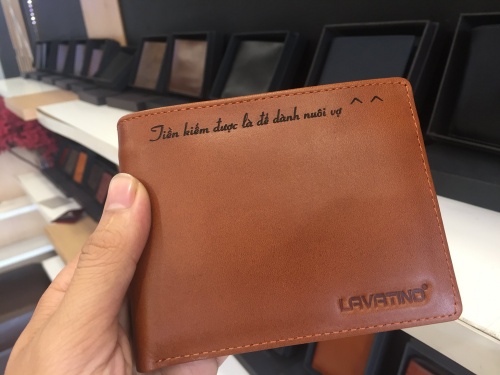 Tiền kiếm được là để dành nuôi vợ ^ ^
LAVATINO®